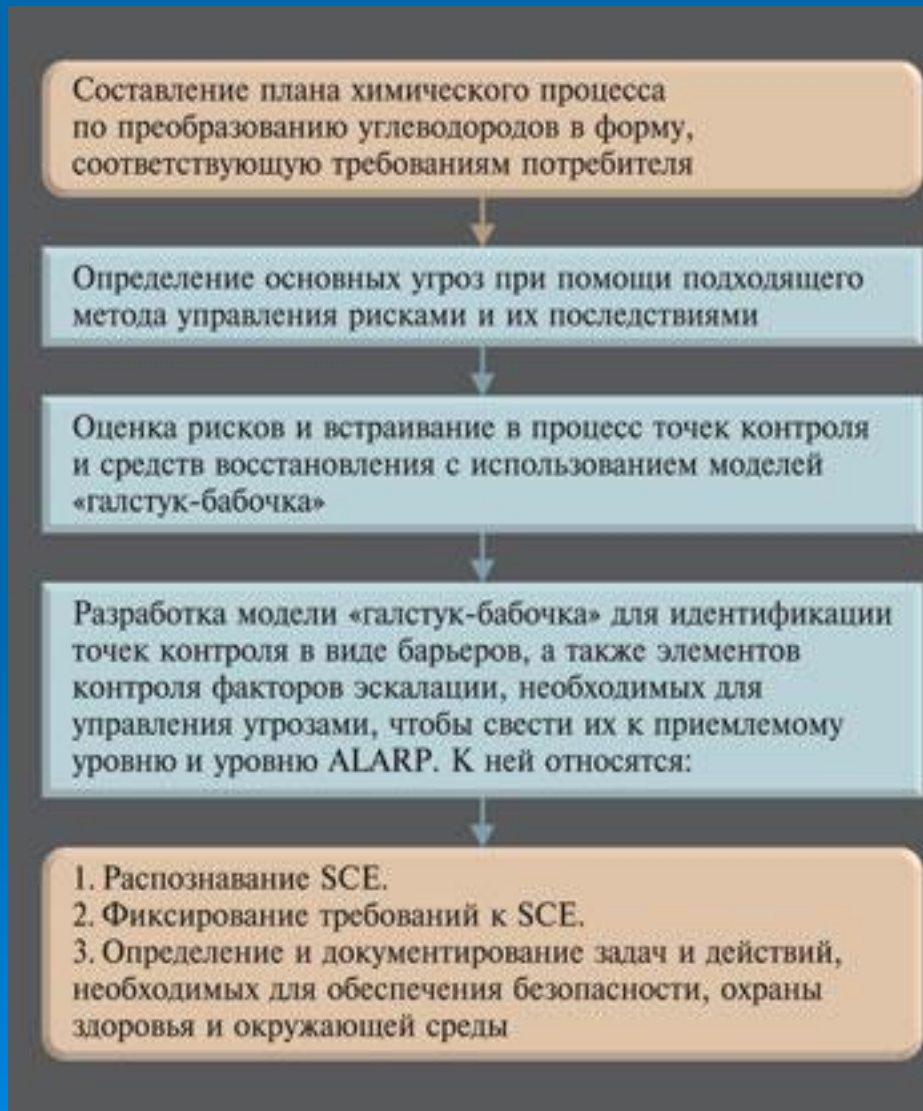 Составление плана химического процесса
по преобразованию углеводородов в форму,
соответствующую требованиям потребителя
Определение основных угроз при помощи подходящего
метода управления рисками и их последствиями
Оценка рисков и встраивание в процесс точек контроля
и средств восстановления с использованием моделей
«галстук-бабочка»
Разработка модели «галстук-бабочка» для идентификации
точек контроля в виде барьеров, а также элементов
контроля факторов эскалации, необходимых для
управления угрозами, чтобы свести их к приемлемому
уровню и уровню ALARP. К ней относятся:
1. Распознавание SCE.
2. Фиксирование требований к SCE.
3. Определение и документирование задач и действий,
необходимых для обеспечения безопасности, охраны
здоровья и окружающей среды